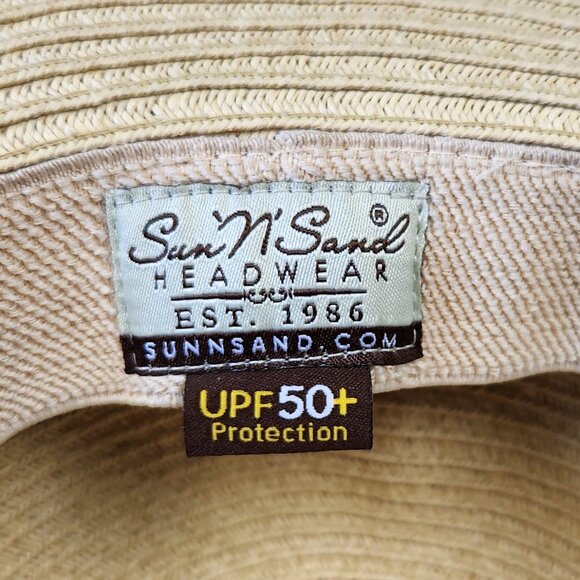 Sun 'N' Sand ®
HEADWEAR
EST. 1986
SUNNSAND.COM
UPF50+
Protection